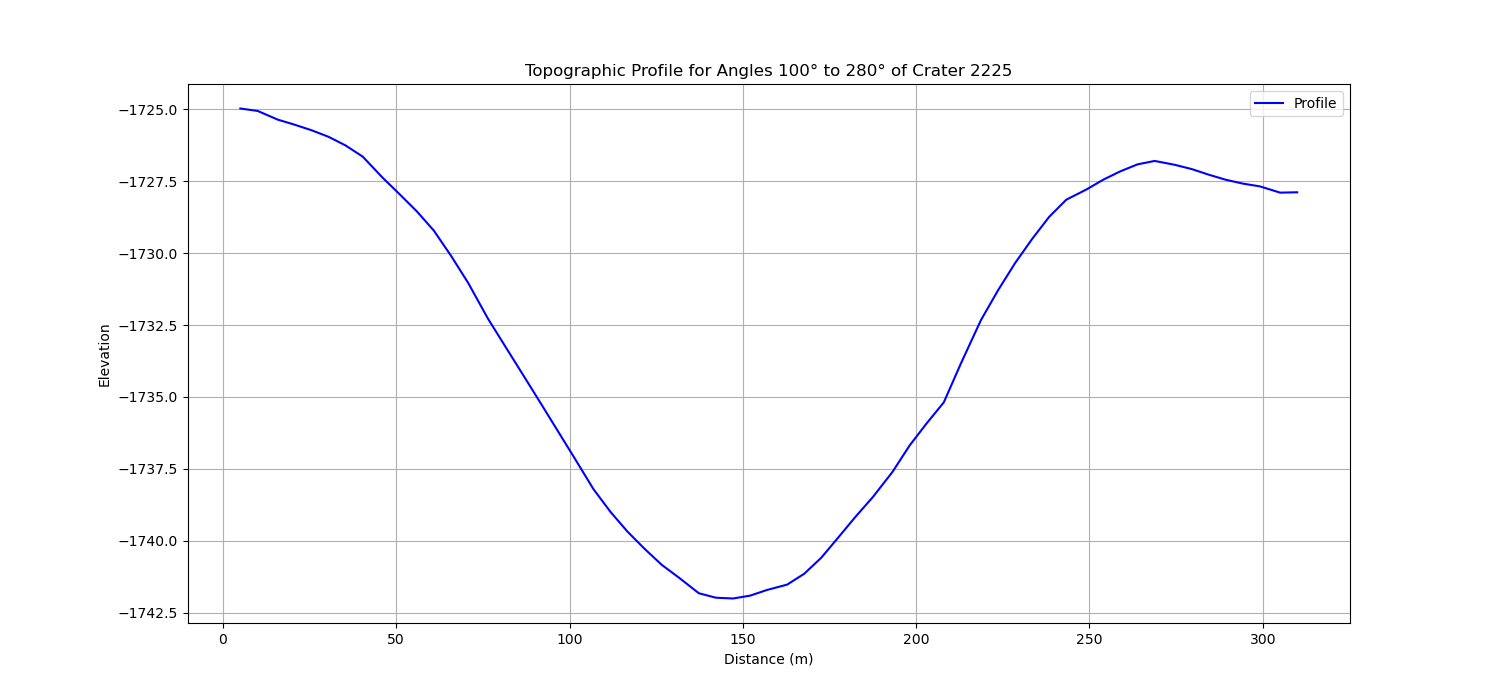 Topographic Profile for Angles 100° to 280° of Crater 2225
Profile
Elevation
−1725.0
−1727.5
−1730.0
−1732.5
−1735.0
−1737.5
−1740.0
−1742.5
0 50 100 150 200 250 300
Distance (m)